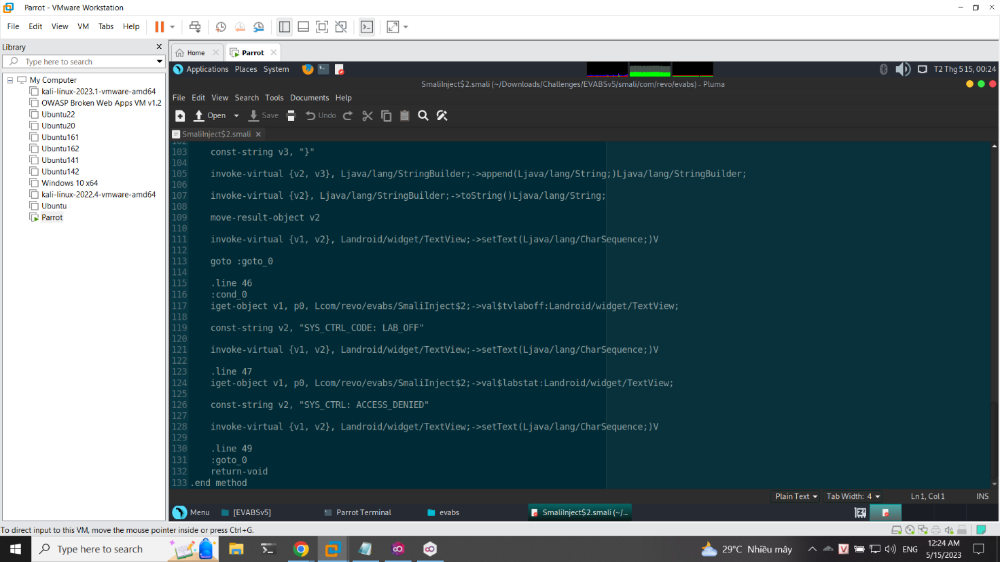 Parrot - VMware Workstation
File Edit View VM Tabs Help
Library
Type here to search
My Computer
kali-linux-2023.1-vmware-amd64
OWASP Broken Web Apps VM v1.2
Ubuntu22
Ubuntu20
Ubuntu161
Ubuntu162
Ubuntu141
Ubuntu142
Windows 10 x64
kali-linux-2022.4-vmware-amd64
Ubuntu
Parrot
Home
Parrot
Applications Places System
T2 Thg 5 15, 00:24
SmaliInject$2.smali (~/Downloads/Challenges/EVABSv5/smali/com/revo/evabs) - Pluma
File Edit View Search Tools Documents Help
Open Save Undo
SmaliInject$2.smali
102
103 const-string v3, "}"
104
105 invoke-virtual {v2, v3}, Ljava/lang/StringBuilder;->append(Ljava/lang/String;)Ljava/lang/StringBuilder;
106
107 invoke-virtual {v2}, Ljava/lang/StringBuilder;->toString()Ljava/lang/String;
108
109 move-result-object v2
110
111 invoke-virtual {v1, v2}, Landroid/widget/TextView;->setText(Ljava/lang/CharSequence;)V
112
113 goto :goto_0
114
115 .line 46
116 :cond_0
117 iget-object v1, p0, Lcom/revo/evabs/SmaliInject$2;->val$tvlaboff:Landroid/widget/TextView;
118
119 const-string v2, "SYS_CTRL_CODE: LAB_OFF"
120
121 invoke-virtual {v1, v2}, Landroid/widget/TextView;->setText(Ljava/lang/CharSequence;)V
122
123 .line 47
124 iget-object v1, p0, Lcom/revo/evabs/SmaliInject$2;->val$labstat:Landroid/widget/TextView;
125
126 const-string v2, "SYS_CTRL: ACCESS_DENIED"
127
128 invoke-virtual {v1, v2}, Landroid/widget/TextView;->setText(Ljava/lang/CharSequence;)V
129
130 .line 49
131 :goto_0
132 return-void
133 .end method
Plain Text Tab Width: 4 Ln 1, Col 1 INS
Menu [EVABSv5] Parrot Terminal evabs SmaliInject$2.smali (~/...
To direct input to this VM, move the mouse pointer inside or press Ctrl+G.
Type here to search
29°C Nhiều mây
ENG
12:24 AM
5/15/2023